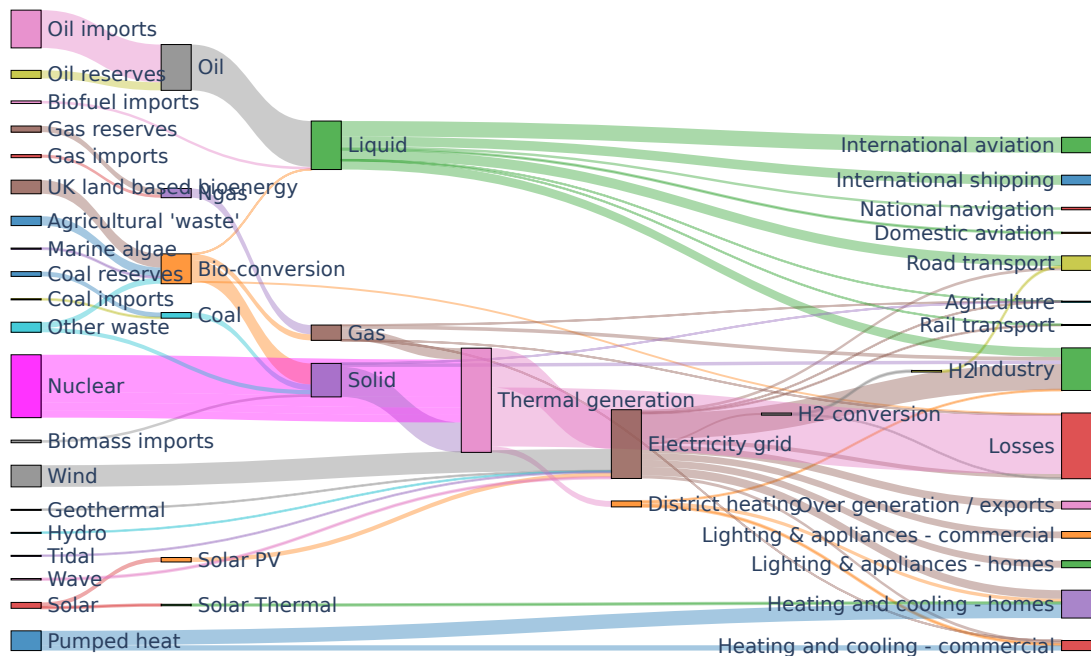 Oil imports
Oil reserves
Biofuel imports
Gas reserves
Gas imports
UK land based bioenergy
Agricultural 'waste'
Marine algae
Coal reserves
Coal imports
Other waste
Nuclear
Biomass imports
Wind
Geothermal
Hydro
Tidal
Wave
Solar
Pumped heat
Oil
Ngas
Bio-conversion
Coal
Solar PV
Solar Thermal
Liquid
Gas
Solid
Thermal generation
Electricity grid
District heating
H2 conversion
H2
International aviation
International shipping
National navigation
Domestic aviation
Road transport
Agriculture
Rail transport
Industry
Losses
Over generation / exports
Lighting & appliances - commercial
Lighting & appliances - homes
Heating and cooling - homes
Heating and cooling - commercial